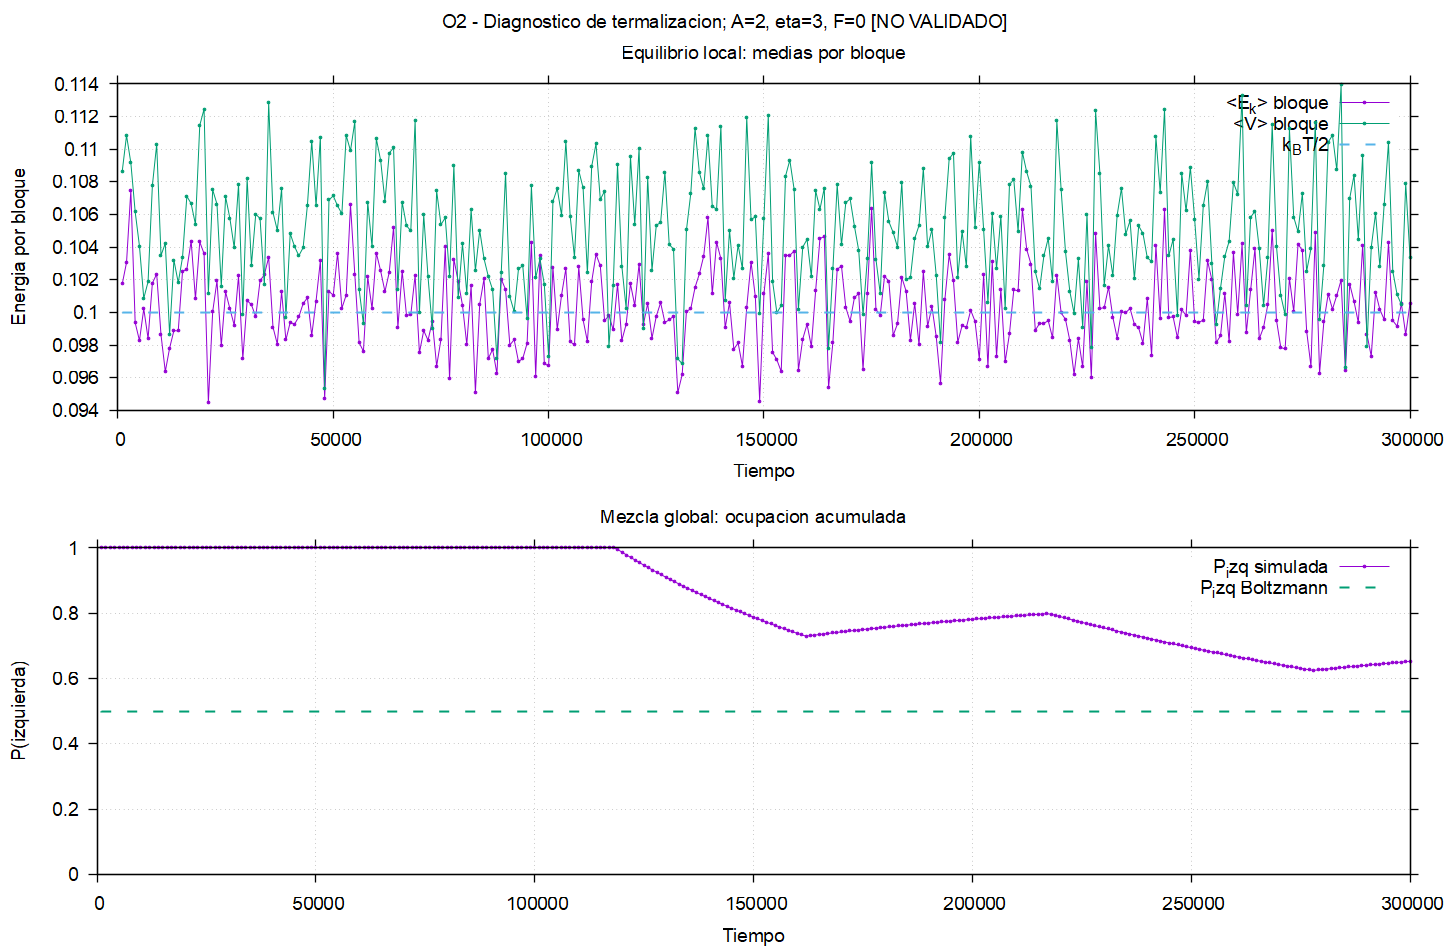 O2 - Diagnostico de termalizacion; A=2, eta=3, F=0 [NO VALIDADO]
Equilibrio local: medias por bloque
Energia por bloque
0.114
0.112
0.11
0.108
0.106
0.104
0.102
0.1
0.098
0.096
0.094
<E_k> bloque
<V> bloque
k_BT/2
0 50000 100000 150000 200000 250000 300000
Tiempo
Mezcla global: ocupacion acumulada
P(izquierda)
1
0.8
0.6
0.4
0.2
0
P_izq simulada
P_izq Boltzmann
0 50000 100000 150000 200000 250000 300000
Tiempo